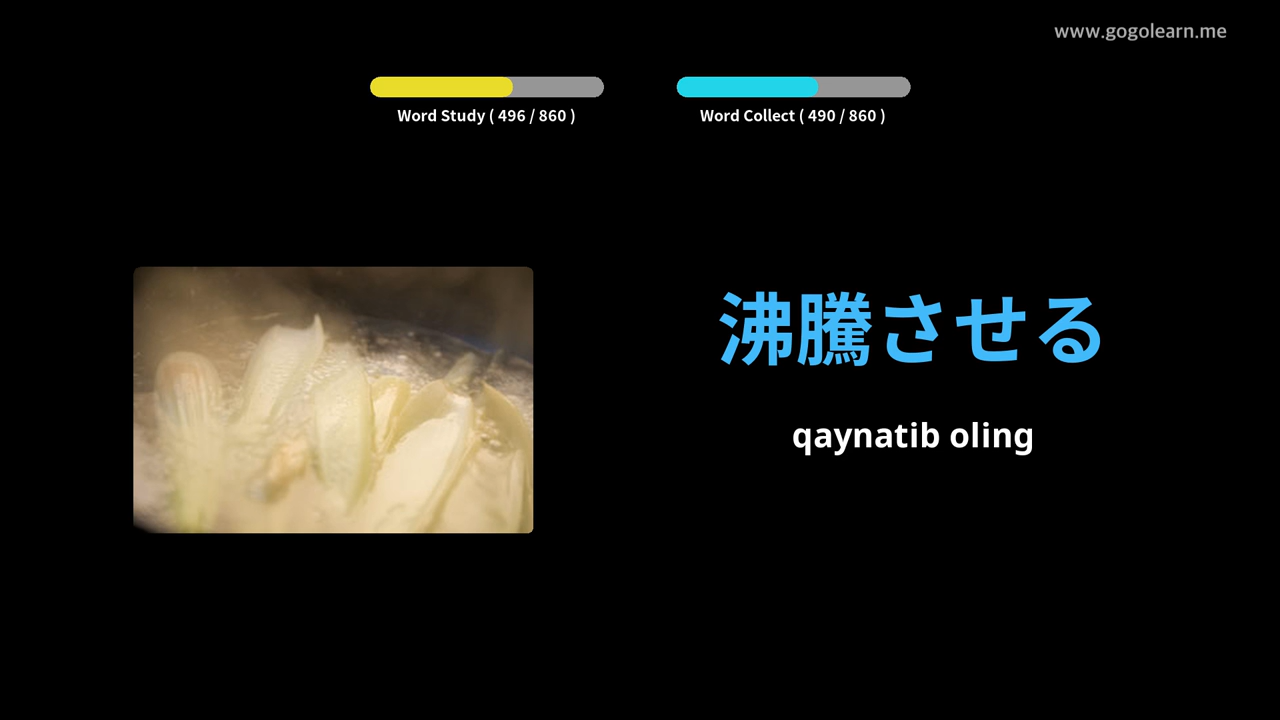 www.gogolearn.me
Word Study ( 496 / 860 )
Word Collect ( 490 / 860 )
沸騰させる
qaynatib oling